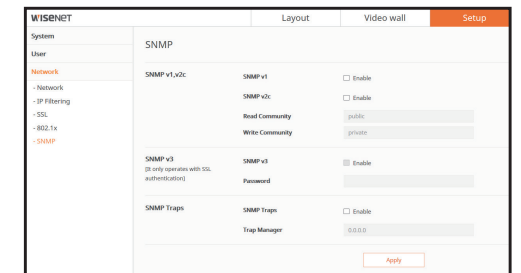 WISENET
Layout
Video wall
Setup
System
User
Network
- Network
- IP Filtering
- SSL
- 802.1x
- SNMP
SNMP
SNMP v1,v2c
SNMP v1
Enable
SNMP v2c
Enable
Read Community
public
Write Community
private
SNMP v3
(It only operates with SSL
authentication)
SNMP v3
Enable
Password
SNMP Traps
SNMP Traps
Enable
Trap Manager
0.0.0.0
Apply